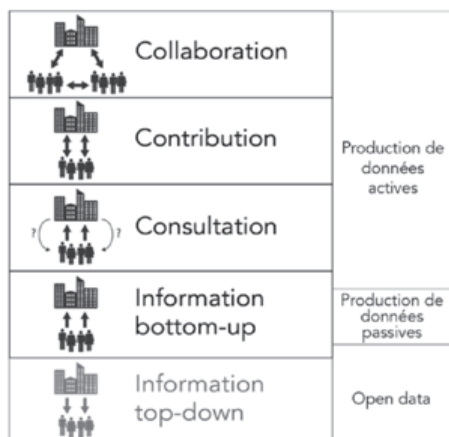 Collaboration
Contribution
Production de
données
actives
? ?
Consultation
Information
bottom-up
Production de
données
passives
Information
top-down
Open data